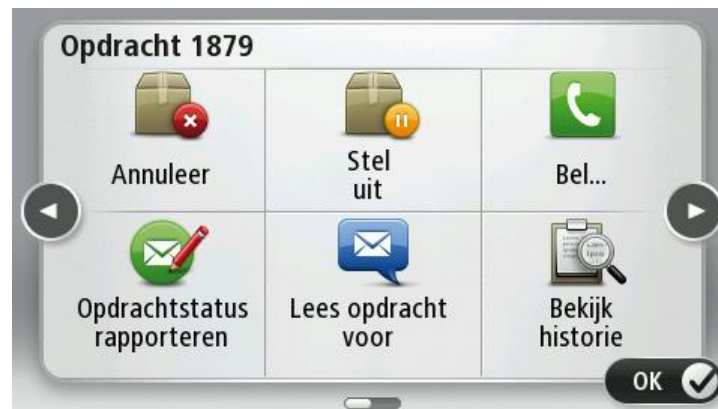 Opdracht 1879
Annuleer
Stel
uit
Bel...
Opdrachtstatus
rapporteren
Lees opdracht
voor
Bekijk
historie
OK